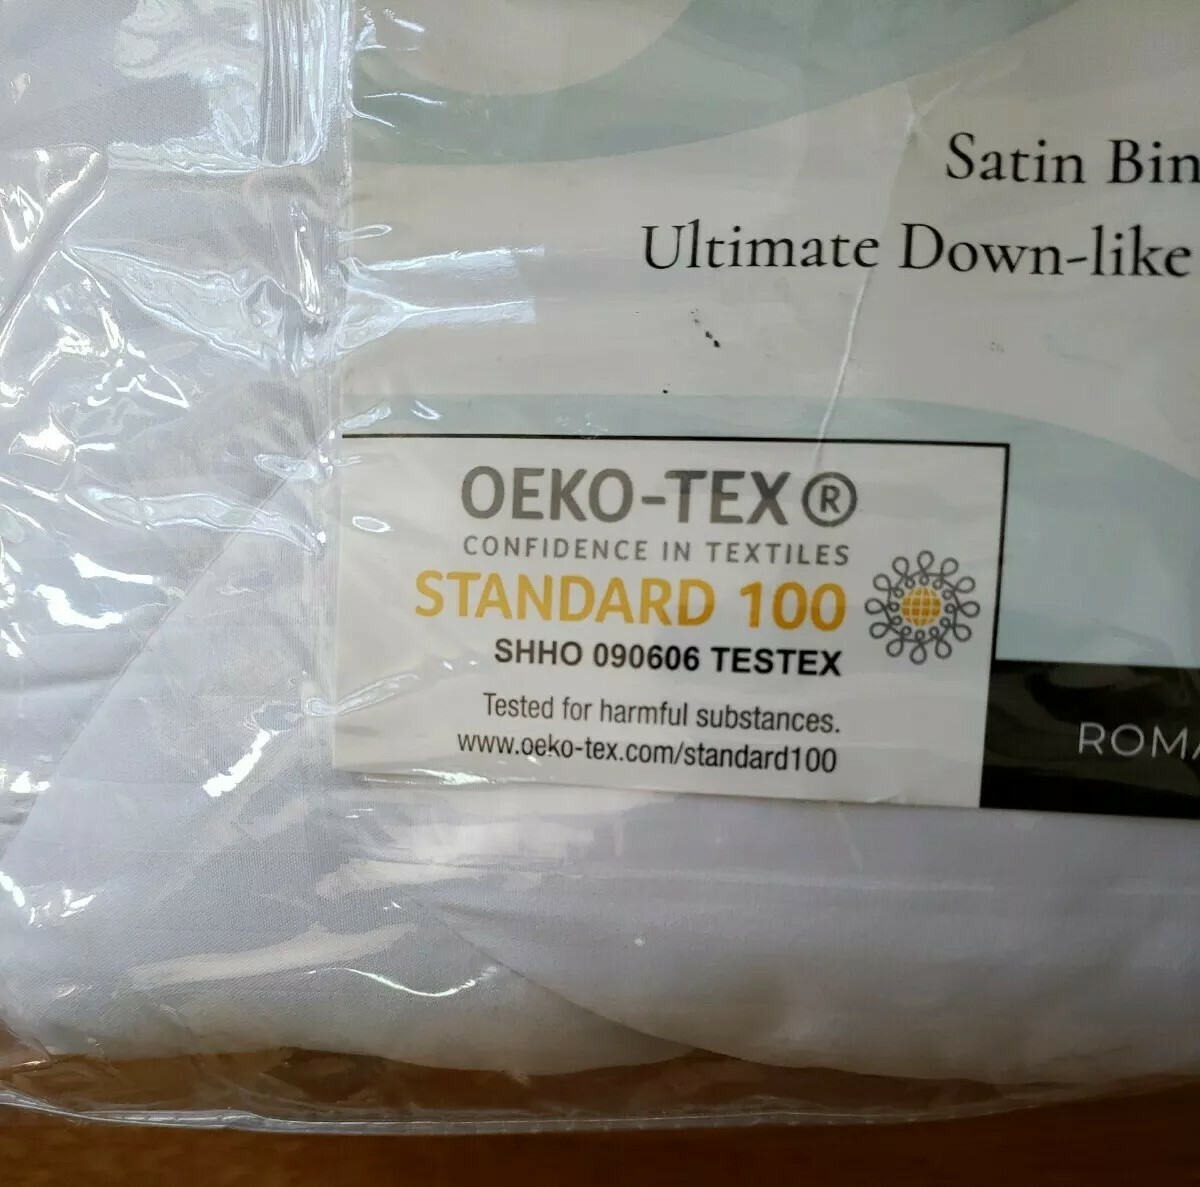 Satin Bin
Ultimate Down-like
OEKO-TEX®
CONFIDENCE IN TEXTILES
STANDARD 100
SHHO 090606 TESTEX
Tested for harmful substances.
www.oeko-tex.com/standard100
ROMA